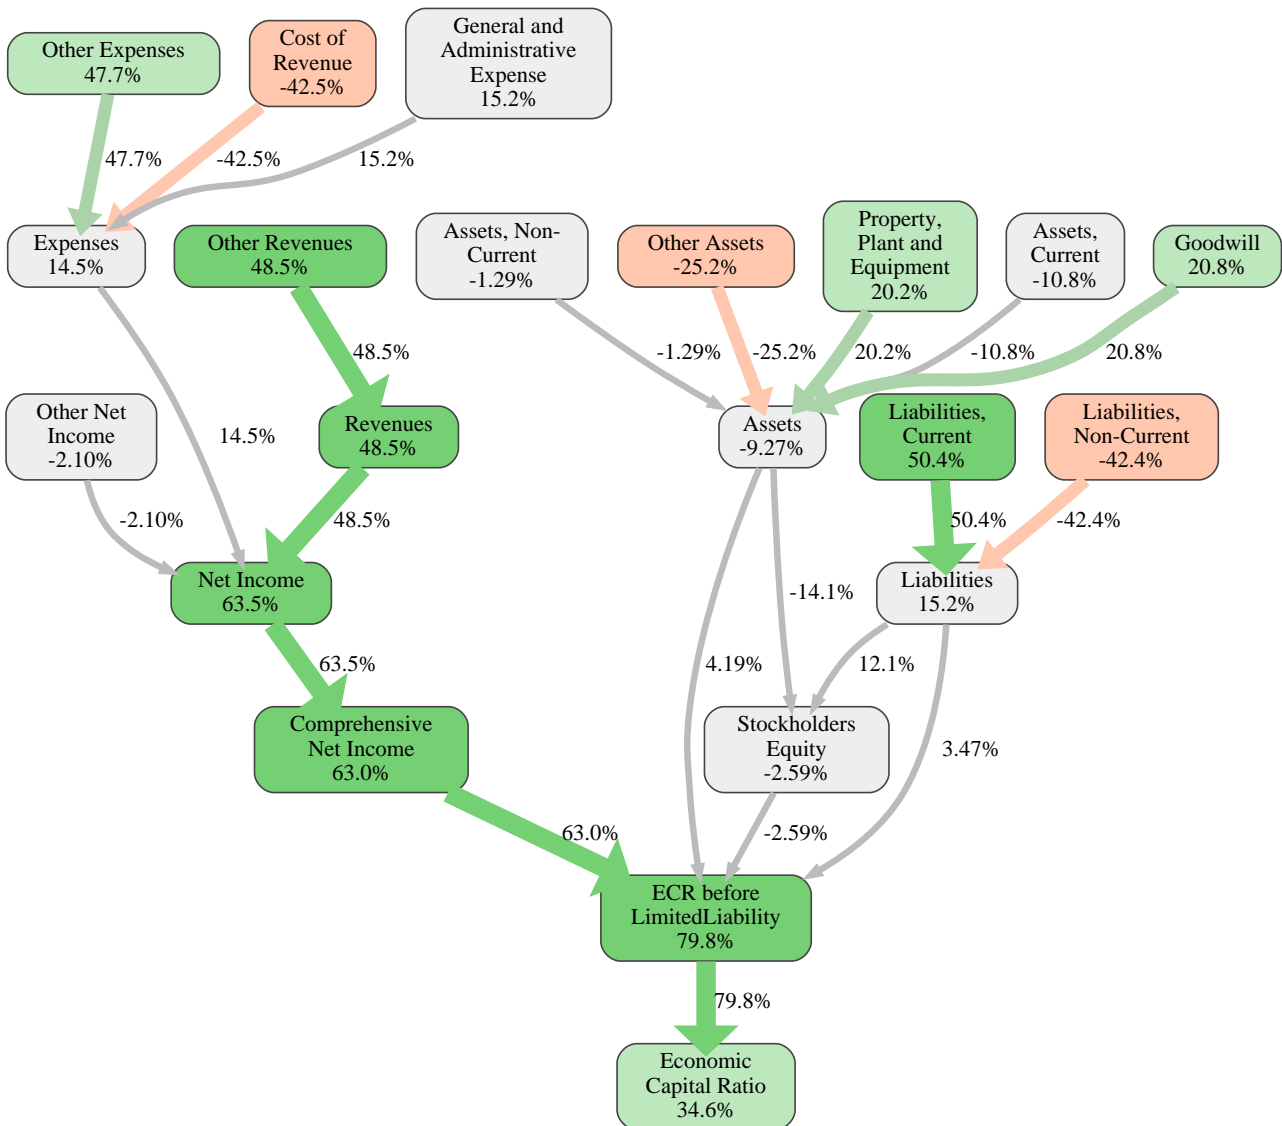 Other Expenses
47.7%
Cost of
Revenue
-42.5%
General and
Administrative
Expense
15.2%
47.7%
-42.5%
15.2%
Expenses
14.5%
Other Revenues
48.5%
Assets, Non-
Current
-1.29%
Other Assets
-25.2%
Property,
Plant and
Equipment
20.2%
Assets,
Current
-10.8%
Goodwill
20.8%
48.5%
-1.29%
-25.2%
20.2%
-10.8%
20.8%
Other Net
Income
-2.10%
14.5%
Revenues
48.5%
Assets
-9.27%
Liabilities,
Current
50.4%
Liabilities,
Non-Current
-42.4%
-2.10%
48.5%
50.4%
-42.4%
Net Income
63.5%
-14.1%
Liabilities
15.2%
63.5%
4.19%
12.1%
Comprehensive
Net Income
63.0%
Stockholders
Equity
-2.59%
3.47%
63.0%
-2.59%
ECR before
LimitedLiability
79.8%
79.8%
Economic
Capital Ratio
34.6%